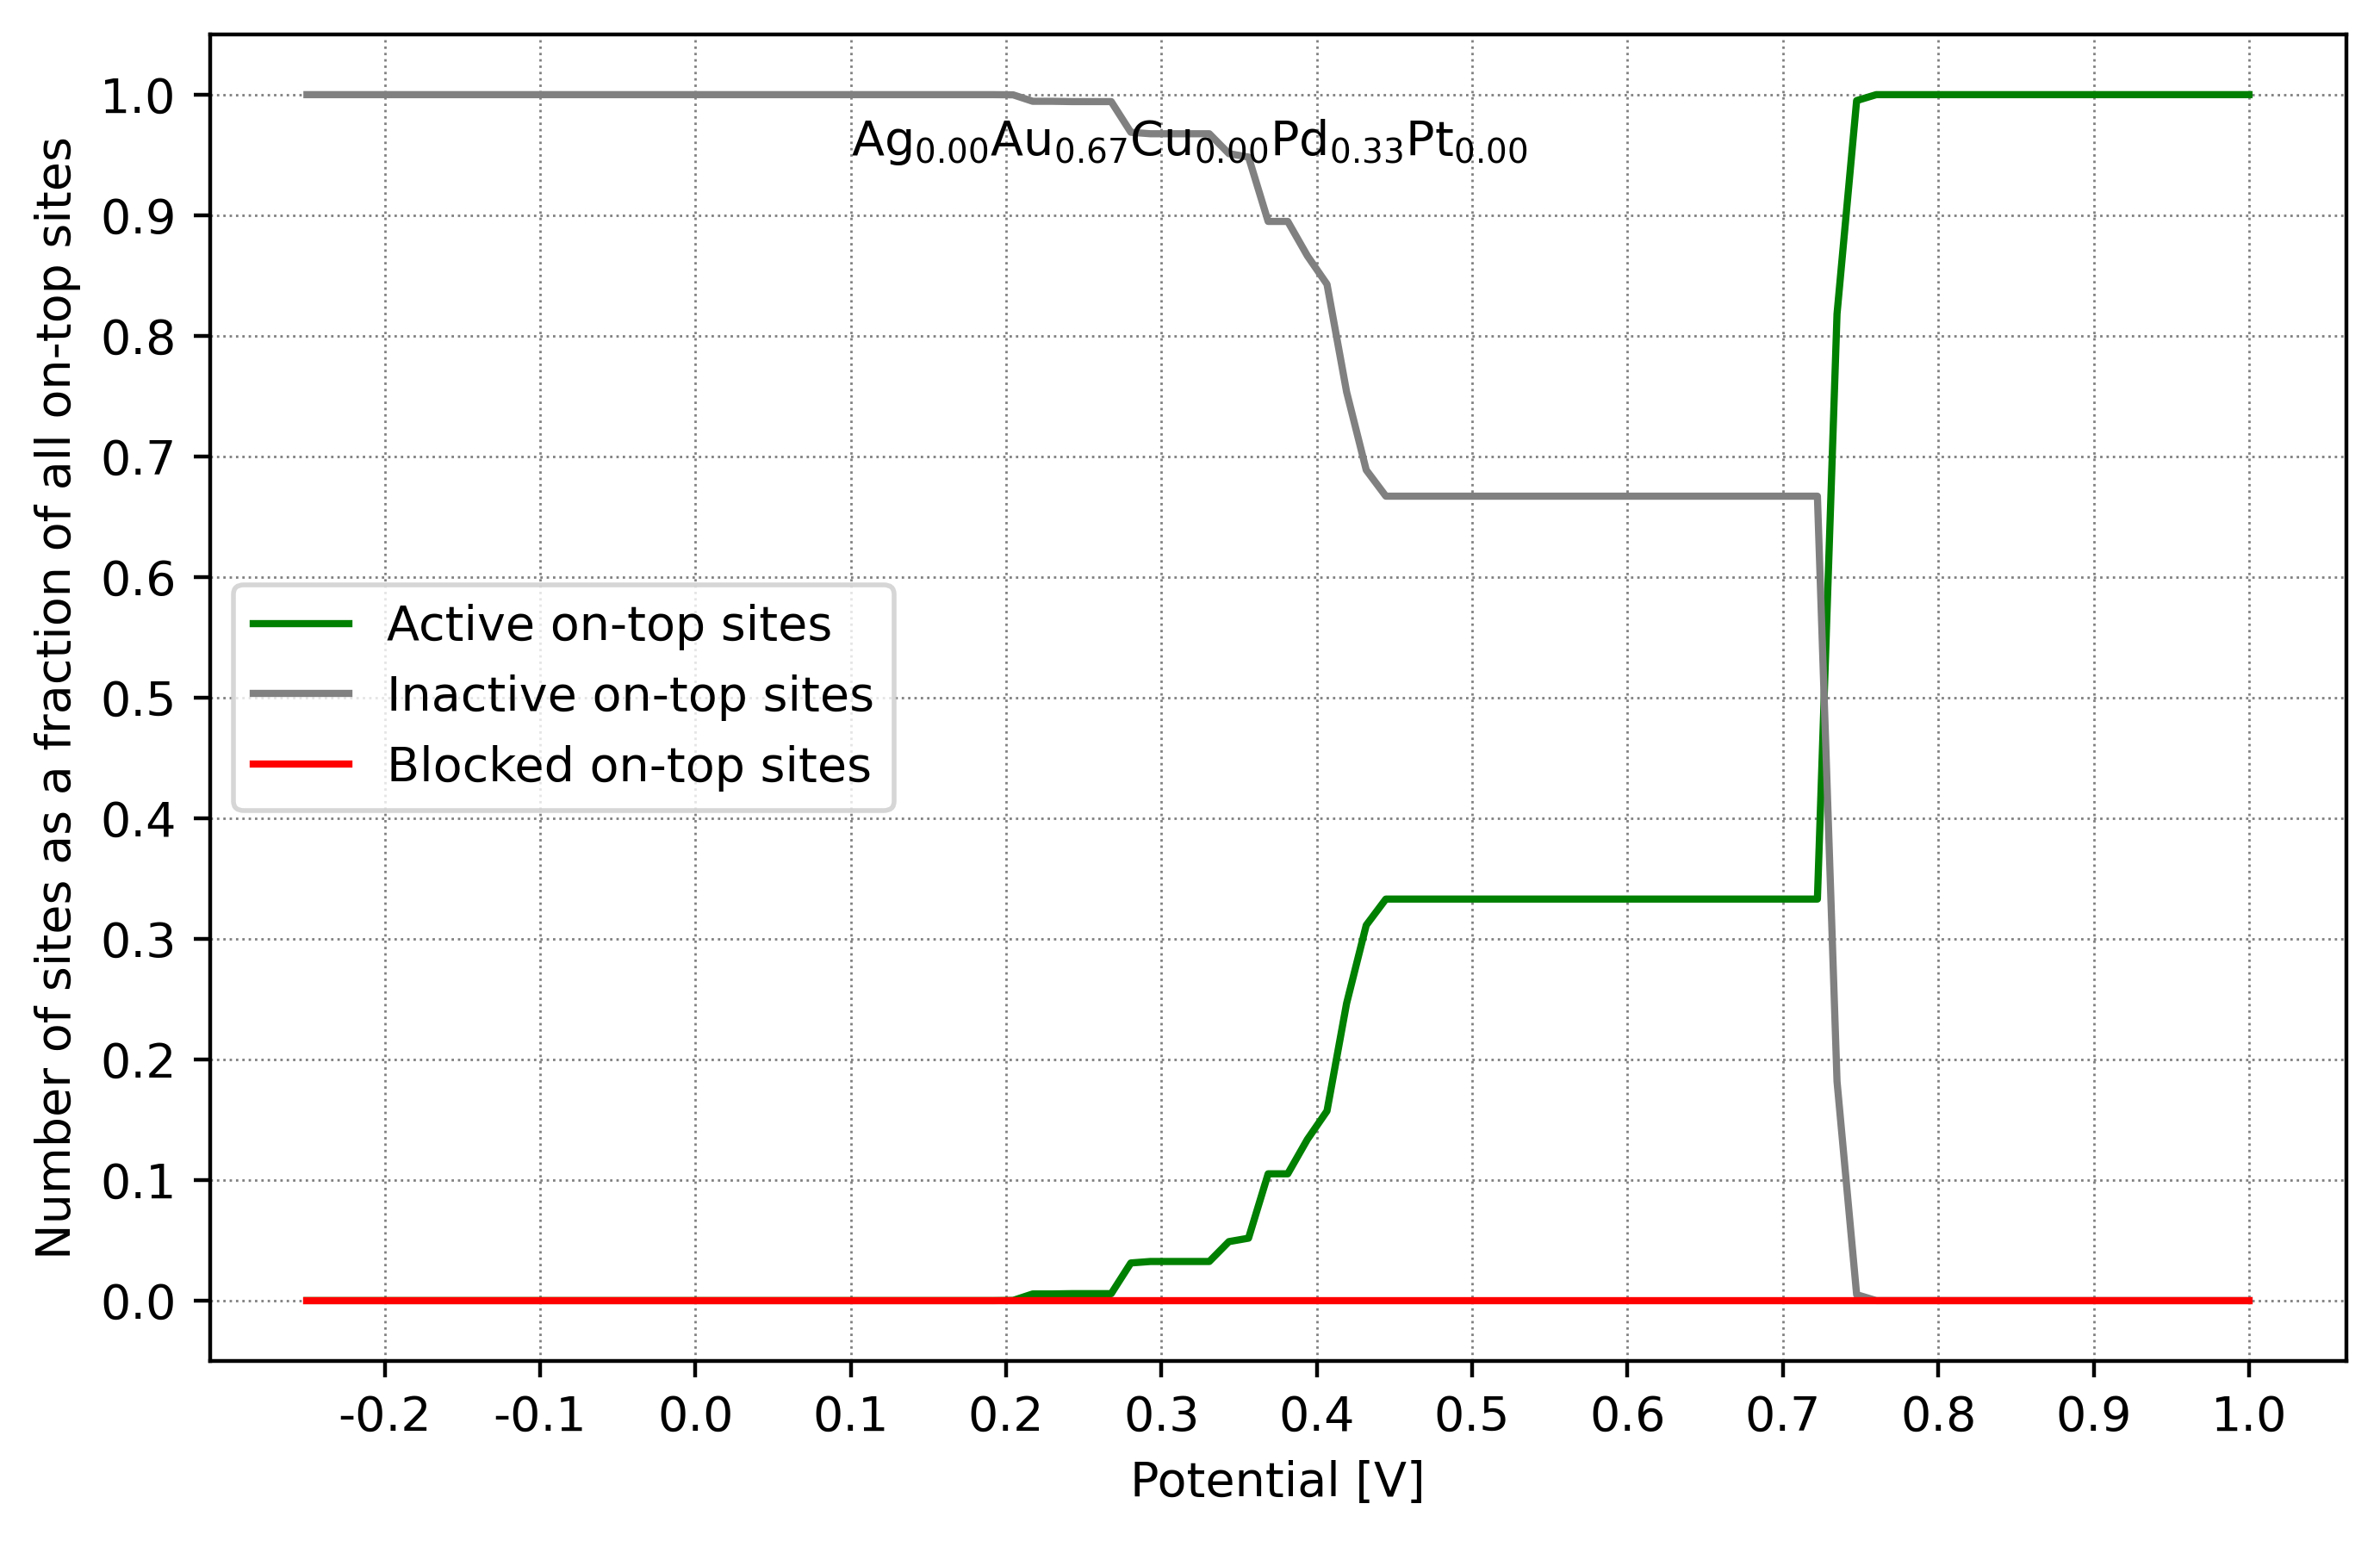 Number of sites as a fraction of all on-top sites
1.0
0.9
0.8
0.7
0.6
0.5
0.4
0.3
0.2
0.1
0.0
Ag0.00Au0.67Cu0.00Pd0.33Pt0.00
Active on-top sites
Inactive on-top sites
Blocked on-top sites
-0.2 -0.1 0.0 0.1 0.2 0.3 0.4 0.5 0.6 0.7 0.8 0.9 1.0
Potential [V]